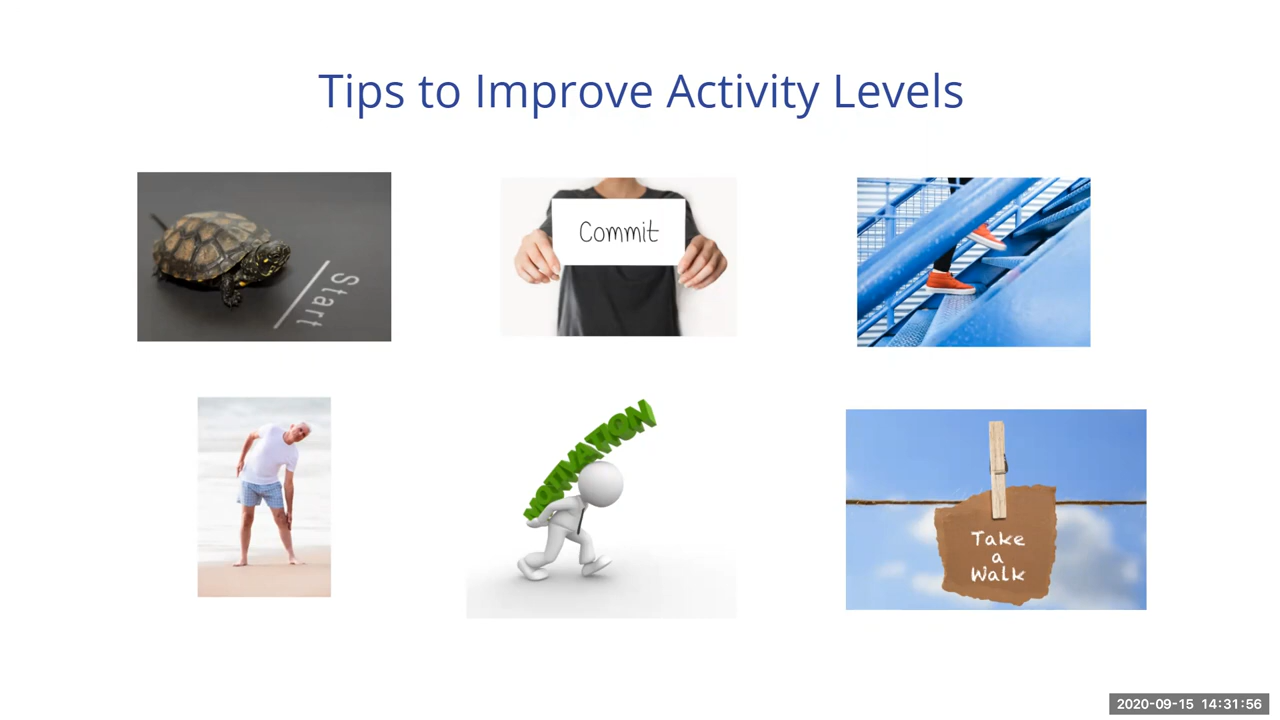 Tips to Improve Activity Levels
Start
Commit
MOTIVATION
Take
a
Walk
2020-09-15 14:31:56